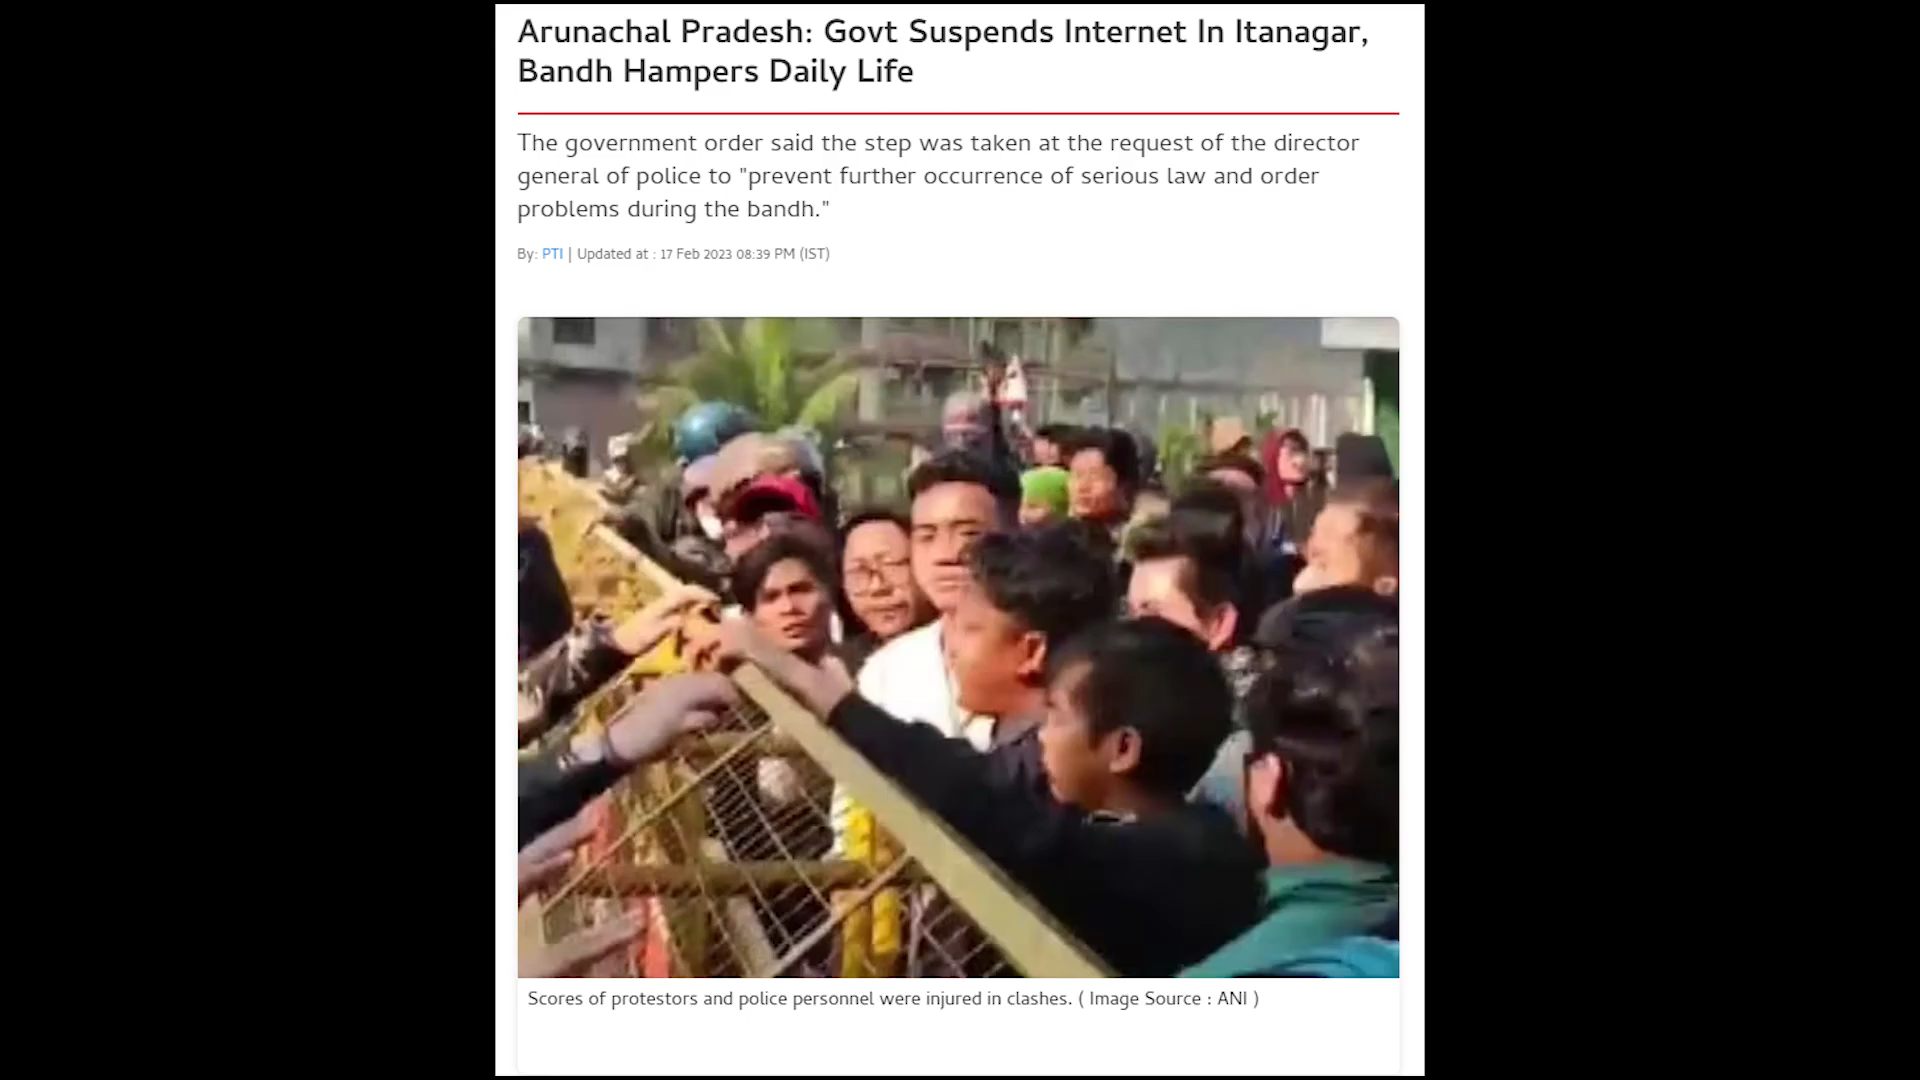 Arunachal Pradesh: Govt Suspends Internet In Itanagar,
Bandh Hampers Daily Life
The government order said the step was taken at the request of the director
general of police to "prevent further occurrence of serious law and order
problems during the bandh."
By: PTI | Updated at : 17 Feb 2023 08:39 PM (IST)
Scores of protestors and police personnel were injured in clashes. ( Image Source : ANI )